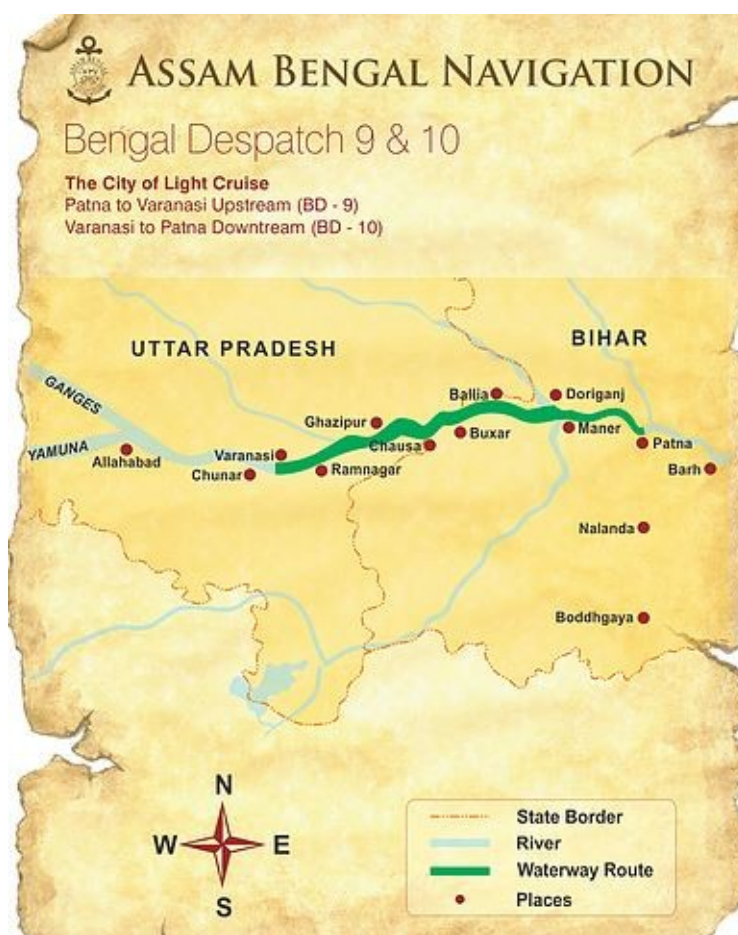 ASSAM BENGAL NAVIGATION
Bengal Despatch 9 & 10
The City of Light Cruise
Patna to Varanasi Upstream (BD - 9)
Varanasi to Patna Downtream (BD - 10)
UTTAR PRADESH
BIHAR
GANGES
YAMUNA
Allahabad
Varanasi
Chunar
Ghazipur
Ramnagar
Chausa
Ballia
Buxar
Doriganj
Maner
Patna
Barh
Nalanda
Boddhgaya
N
W
E
S
State Border
River
Waterway Route
Places